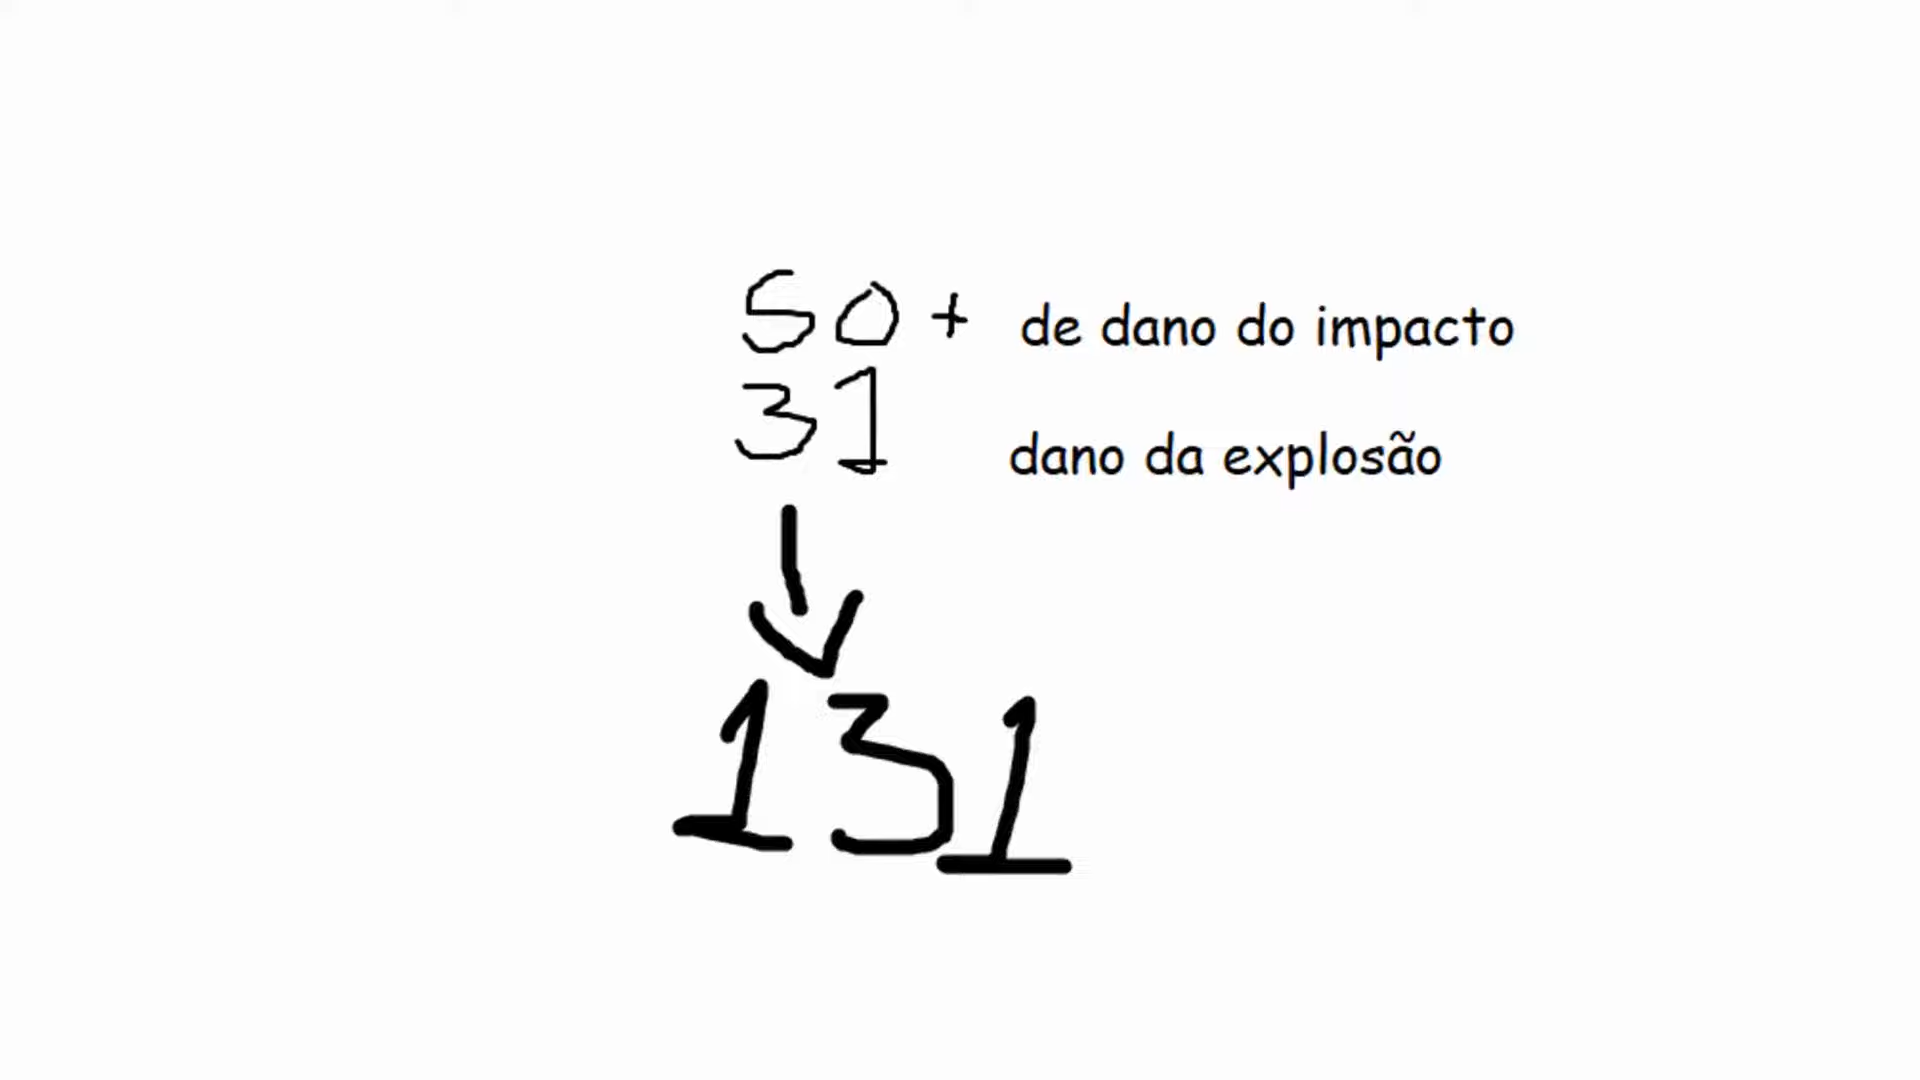 50+ de dano do impacto
31 dano da explosão
131